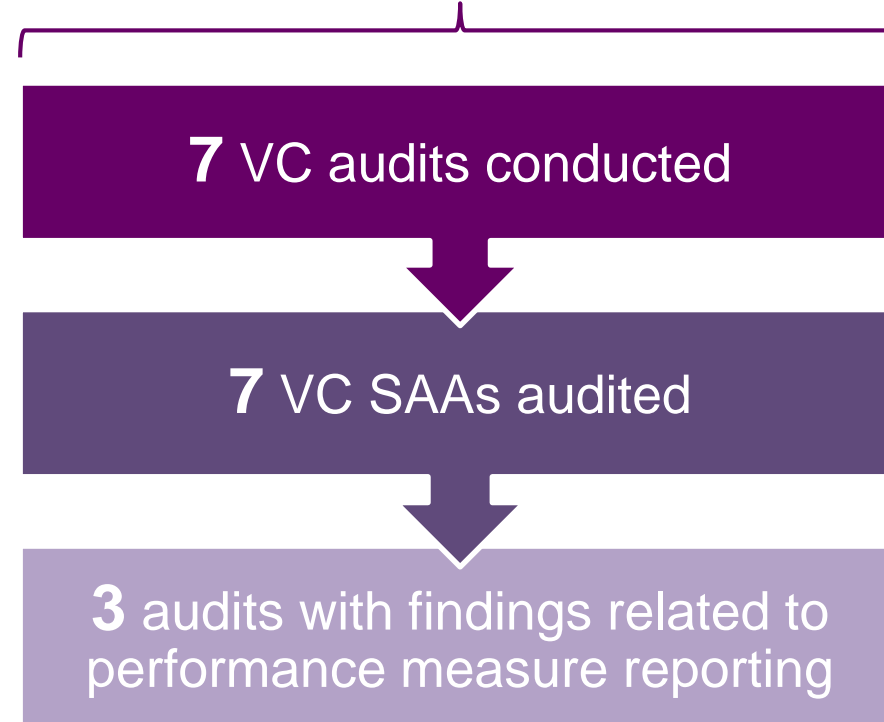 7 VC audits conducted
7 VC SAAs audited
3 audits with findings related to
performance measure reporting